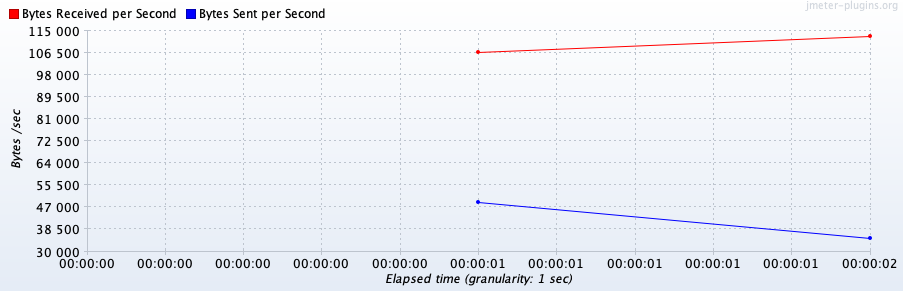 Bytes Received per Second Bytes Sent per Second
jmeter-plugins.org
115 000
106 500
98 000
89 500
81 000
72 500
64 000
55 500
47 000
38 500
30 000
Bytes /sec
00:00:00 00:00:00 00:00:00 00:00:00 00:00:00 00:00:01 00:00:01 00:00:01 00:00:01 00:00:01 00:00:02
Elapsed time (granularity: 1 sec)